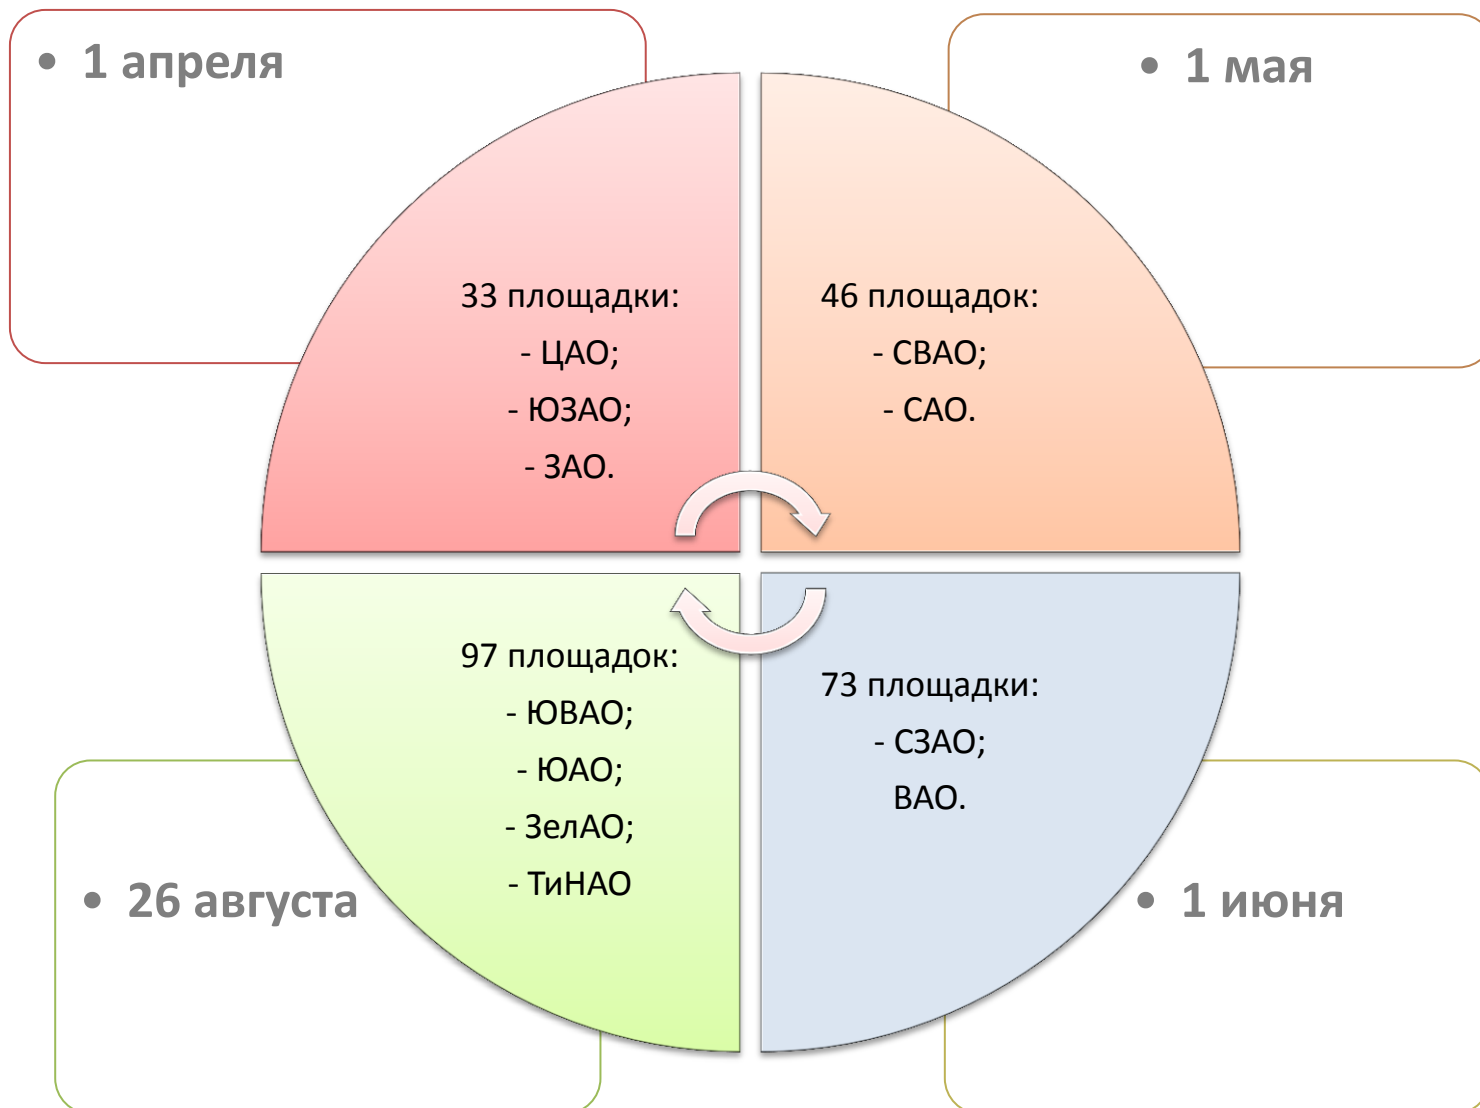 • 1 апреля
• 1 мая
33 площадки:
- ЦАО;
- ЮЗАО;
- ЗАО.
46 площадок:
- СВАО;
- САО.
97 площадок:
- ЮВАО;
- ЮАО;
- ЗелАО;
- ТиНАО
73 площадки:
- СЗАО;
ВАО.
• 26 августа
• 1 июня